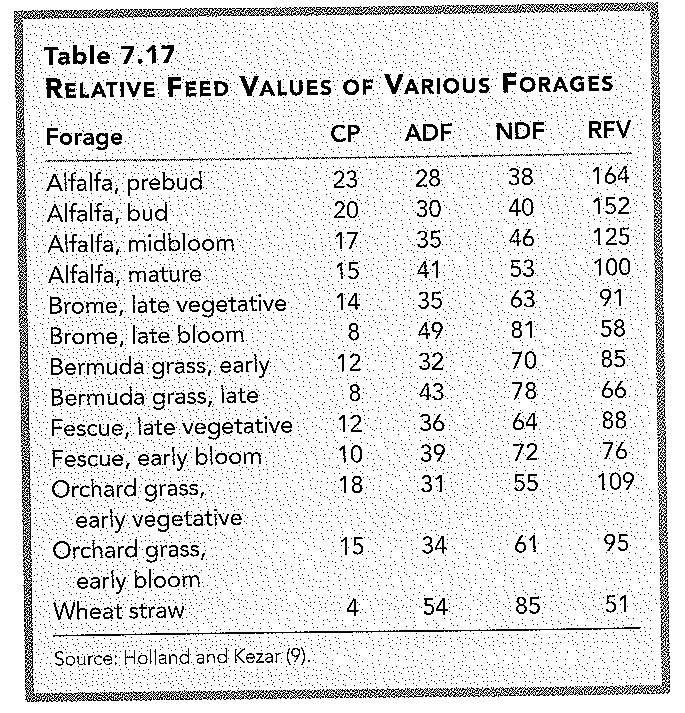 Table 7.17
RELATIVE FEED VALUES OF VARIOUS FORAGES
Forage CP ADF NDF RFV
Alfalfa, prebud 23 28 38 164
Alfalfa, bud 20 30 40 152
Alfalfa, midbloom 17 35 46 125
Alfalfa, mature 15 41 53 100
Brome, late vegetative 14 35 63 91
Brome, late bloom 8 49 81 58
Bermuda grass, early 12 32 70 85
Bermuda grass, late 8 43 78 66
Fescue, late vegetative 12 36 64 88
Fescue, early bloom 10 39 72 76
Orchard grass, 18 31 55 109
early vegetative
Orchard grass, 15 34 61 95
early bloom
Wheat straw 4 54 85 51
Source: Holland and Kezar (9).